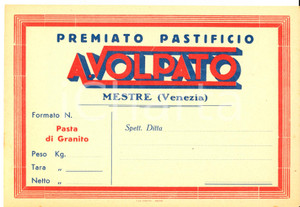 PREMIATO PASTIFICIO
A.VOLPATO
MESTRE (Venezia)
Formato N.
Spett. Ditta
Pasta
di Granito
Peso Kg.
Tara „
Netto „